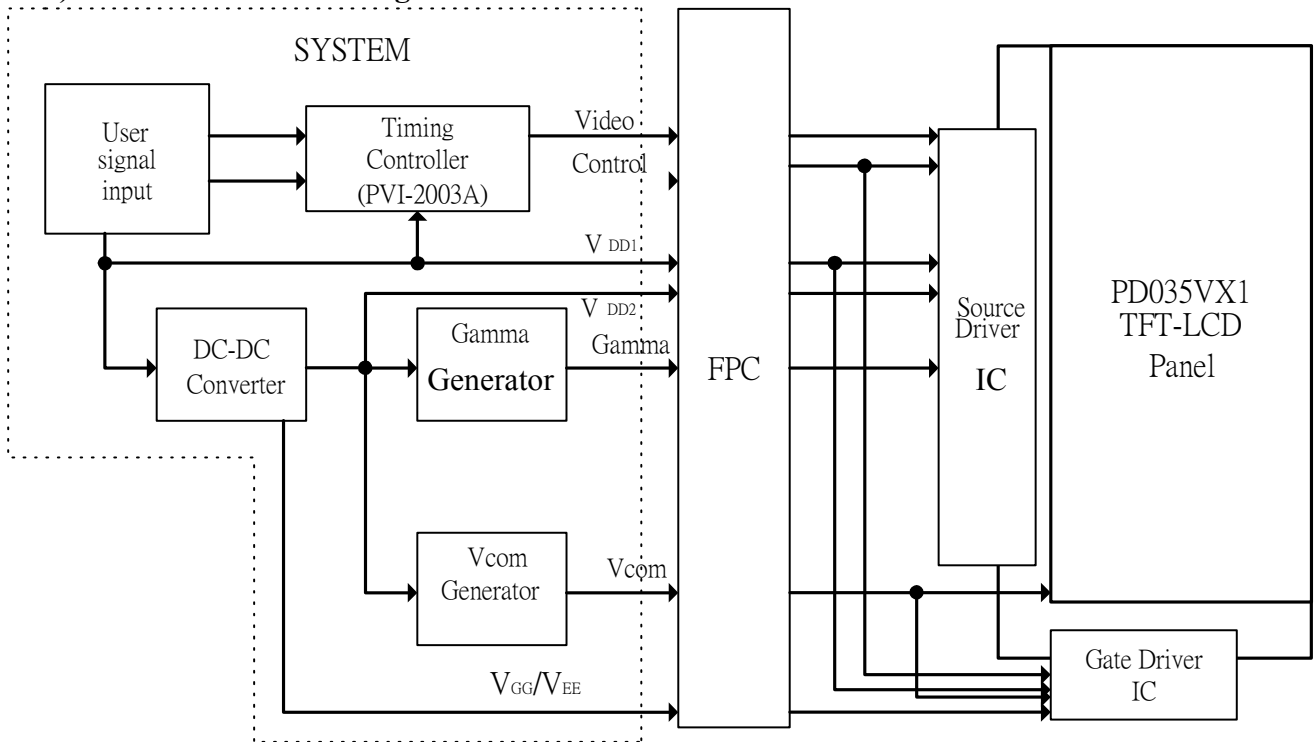 SYSTEM
User
signal
input
Timing
Controller
(PVI-2003A)
Video
Control
V DD1
V DD2
DC-DC
Converter
Gamma
Generator
Gamma
Vcom
Generator
Vcom
VGG/VEE
FPC
Source
Driver
IC
PD035VX1
TFT-LCD
Panel
Gate Driver
IC